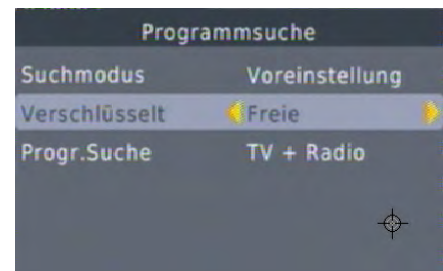 Programmsuche
Suchmodus Voreinstellung
Verschlüsselt Freie
Progr.Suche TV + Radio